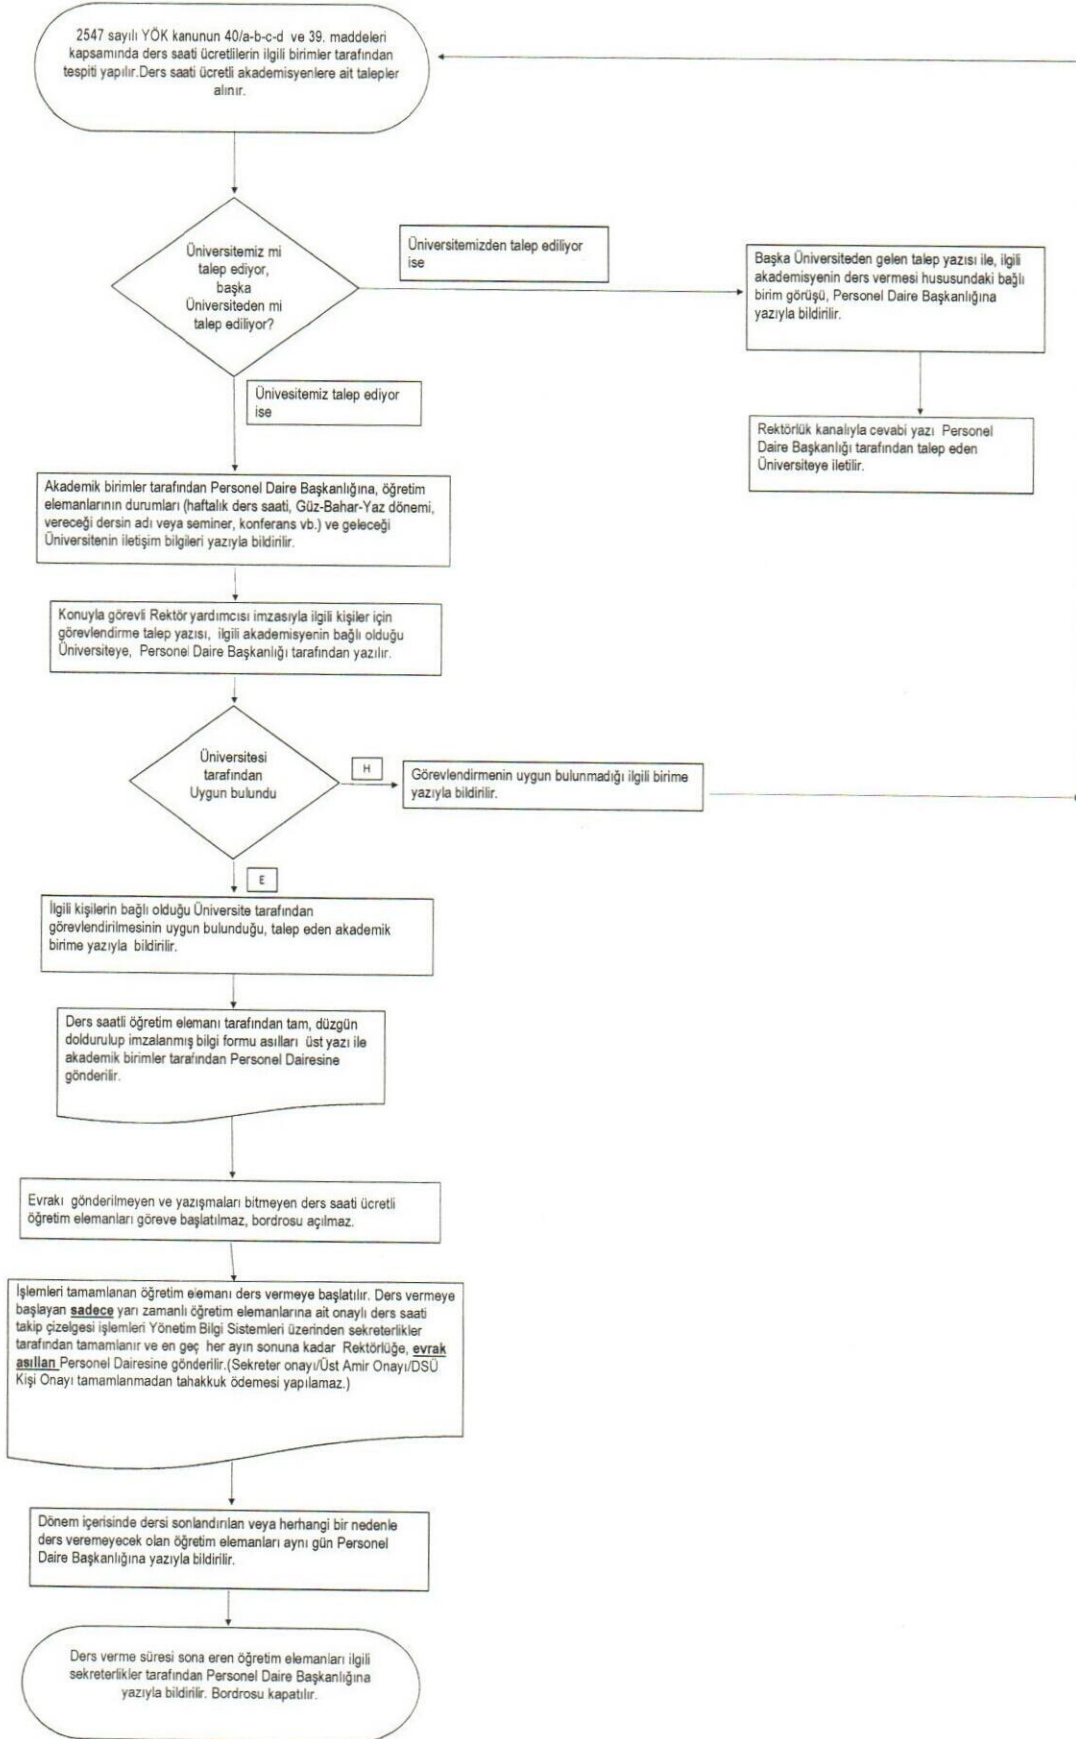 2547 sayılı YÖK kanunun 40/a-b-c-d ve 39. maddeleri
kapsamında ders saati ücretlilerin ilgili birimler tarafından
tespiti yapılır.Ders saati ücretli akademisyenlere ait talepler
alınır.
Üniversitemiz mi
talep ediyor,
başka
Üniversiteden mi
talep ediliyor?
Üniversitemizden talep ediliyor
ise
Başka Üniversiteden gelen talep yazısı ile, ilgili
akademisyenin ders vermesi hususundaki bağlı
birim görüşü, Personel Daire Başkanlığına
yazıyla bildirilir.
Rektörlük kanalıyla cevabi yazı Personel
Daire Başkanlığı tarafından talep eden
Üniversiteye iletilir.
Ünivesitemiz talep ediyor
ise
Akademik birimler tarafından Personel Daire Başkanlığına, öğretim
elemanlarının durumları (haftalık ders saati, Güz-Bahar-Yaz dönemi,
vereceği dersin adı veya seminer, konferans vb.) ve geleceği
Üniversitenin iletişim bilgileri yazıyla bildirilir.
Konuyla görevli Rektör yardımcısı imzasıyla ilgili kişiler için
görevlendirme talep yazısı, ilgili akademisyenin bağlı olduğu
Üniversiteye, Personel Daire Başkanlığı tarafından yazılır.
Üniversitesi
tarafından
Uygun bulundu
H
Görevlendirmenin uygun bulunmadığı ilgili birime
yazıyla bildirilir.
E
İlgili kişilerin bağlı olduğu Üniversite tarafından
görevlendirilmesinin uygun bulunduğu, talep eden akademik
birime yazıyla bildirilir.
Ders saatli öğretim elemanı tarafından tam, düzgün
doldurulup imzalanmış bilgi formu asılları üst yazı ile
akademik birimler tarafından Personel Dairesine
gönderilir.
Evrakı gönderilmeyen ve yazışmaları bitmeyen ders saati ücretli
öğretim elemanları göreve başlatılmaz, bordrosu açılmaz.
İşlemleri tamamlanan öğretim elemanı ders vermeye başlatılır. Ders vermeye
başlayan sadece yarı zamanlı öğretim elemanlarına ait onaylı ders saati
takip çizelgesi işlemleri Yönetim Bilgi Sistemleri üzerinden sekreterlikler
tarafından tamamlanır ve en geç her ayın sonuna kadar Rektörlüğe, evrak
asılları Personel Dairesine gönderilir.(Sekreter onayı/Üst Amir Onayı/DSÜ
Kişi Onayı tamamlanmadan tahakkuk ödemesi yapılamaz.)
Dönem içerisinde dersi sonlandırılan veya herhangi bir nedenle
ders veremeyecek olan öğretim elemanları aynı gün Personel
Daire Başkanlığına yazıyla bildirilir.
Ders verme süresi sona eren öğretim elemanları ilgili
sekreterlikler tarafından Personel Daire Başkanlığına
yazıyla bildirilir. Bordrosu kapatılır.